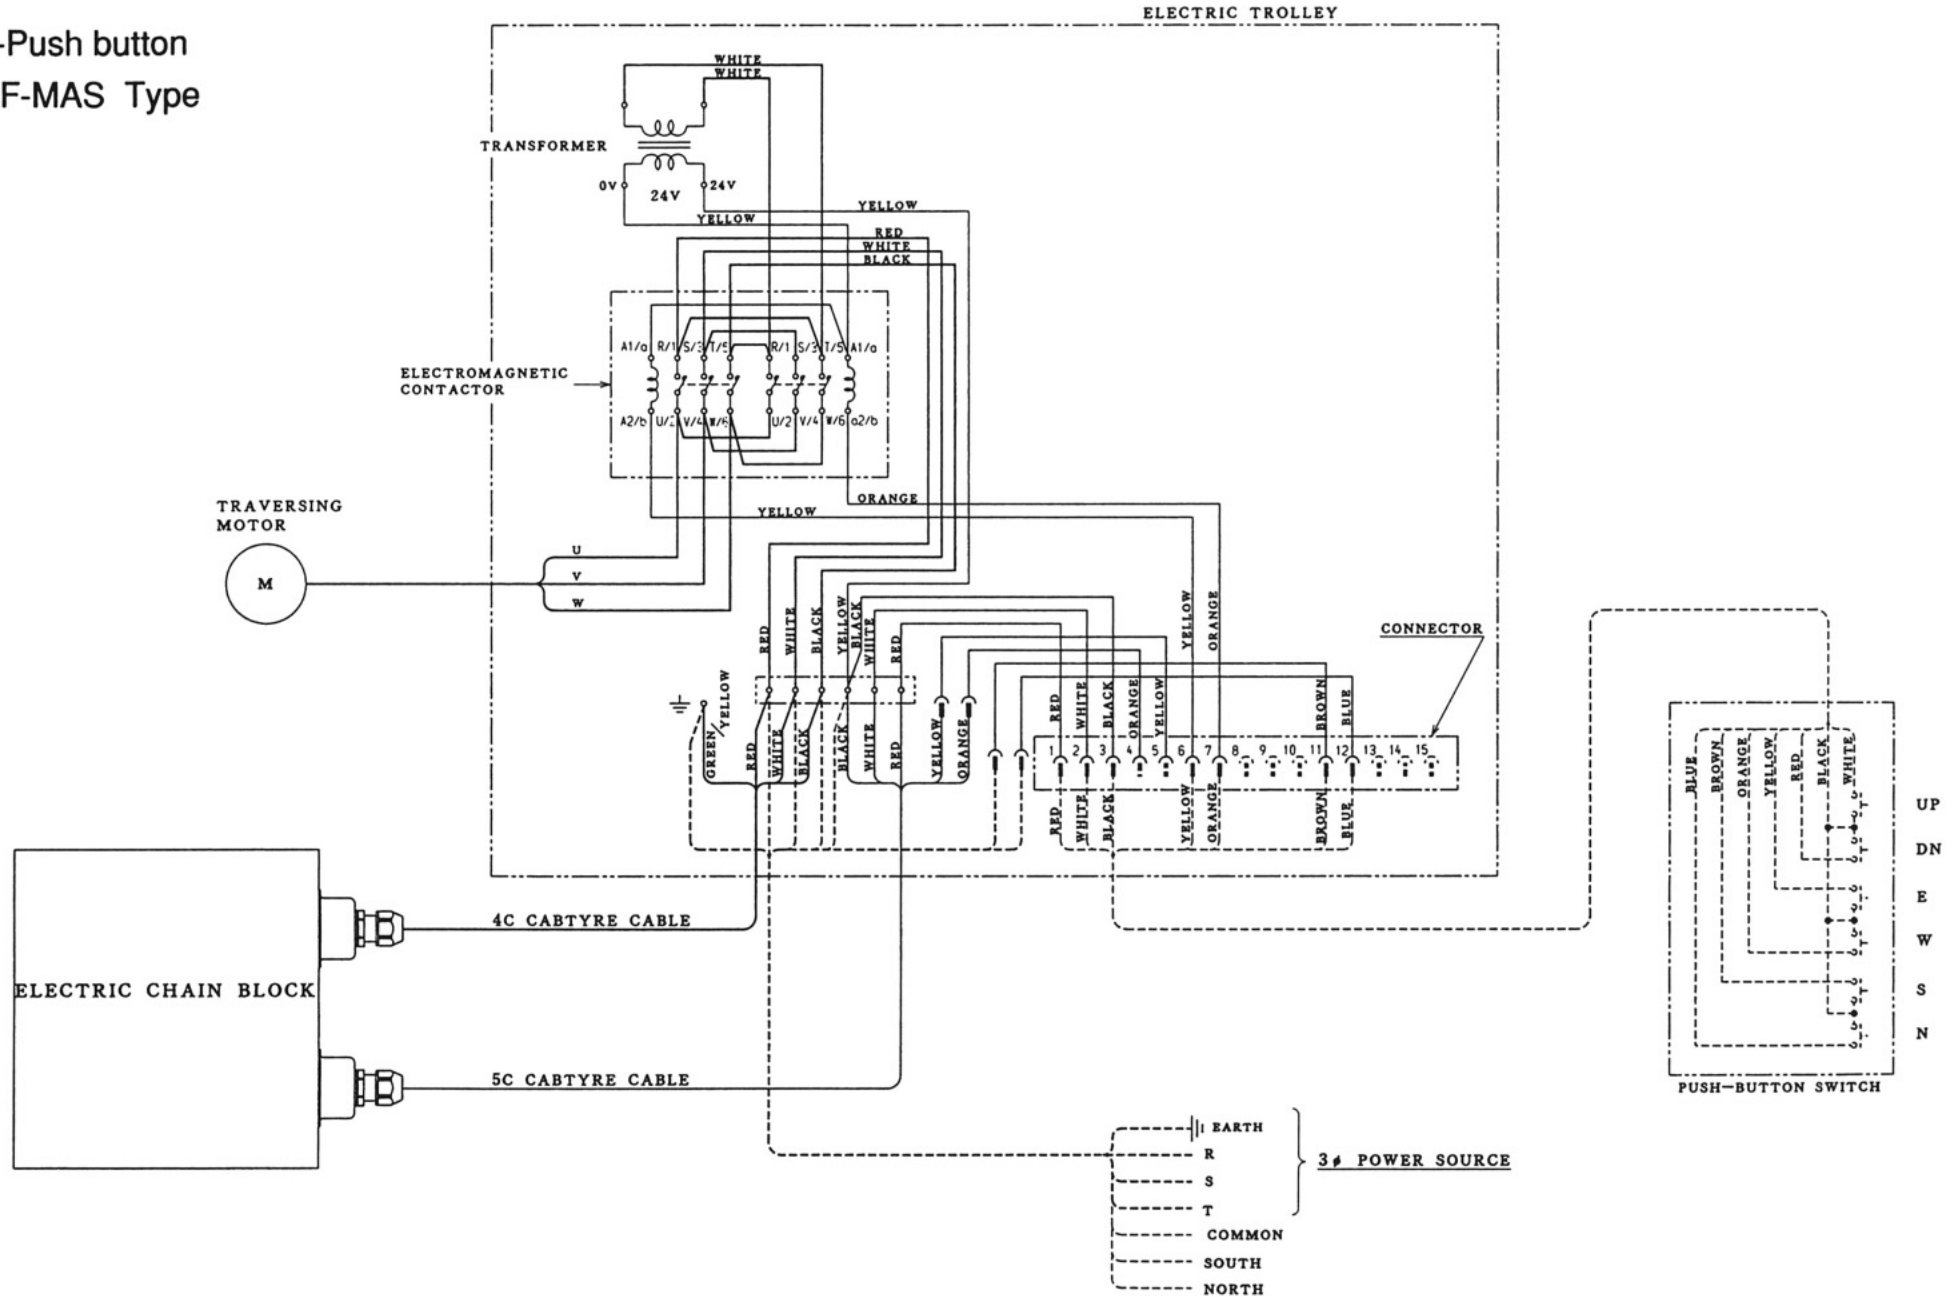 -Push button
F-MAS Type
ELECTRIC TROLLEY
WHITE
WHITE
TRANSFORMER
0V
24V
24V
YELLOW
YELLOW
RED
WHITE
BLACK
A1/a R/1 S/3 T/5 R/1 S/3 T/5 A1/a
ELECTROMAGNETIC
CONTACTOR
A2/b U/2 V/4 W/6 U/2 V/4 W/6 a2/b
ORANGE
YELLOW
TRAVERSING
MOTOR
M
U
V
W
RED
WHITE
BLACK
YELLOW
BLACK
WHITE
RED
YELLOW
ORANGE
CONNECTOR
GREEN/YELLOW
RED
WHITE
BLACK
BLACK
WHITE
RED
YELLOW
ORANGE
RED
WHITE
BLACK
ORANGE
YELLOW
BROWN
BLUE
1 2 3 4 5 6 7 8 9 10 11 12 13 14 15
RED
WHITE
BLACK
YELLOW
ORANGE
BROWN
BLUE
BLUE
BROWN
ORANGE
YELLOW
RED
BLACK
WHITE
UP
DN
E
W
S
N
PUSH-BUTTON SWITCH
4C CABTYRE CABLE
ELECTRIC CHAIN BLOCK
5C CABTYRE CABLE
EARTH
R
S
T
3ø POWER SOURCE
COMMON
SOUTH
NORTH